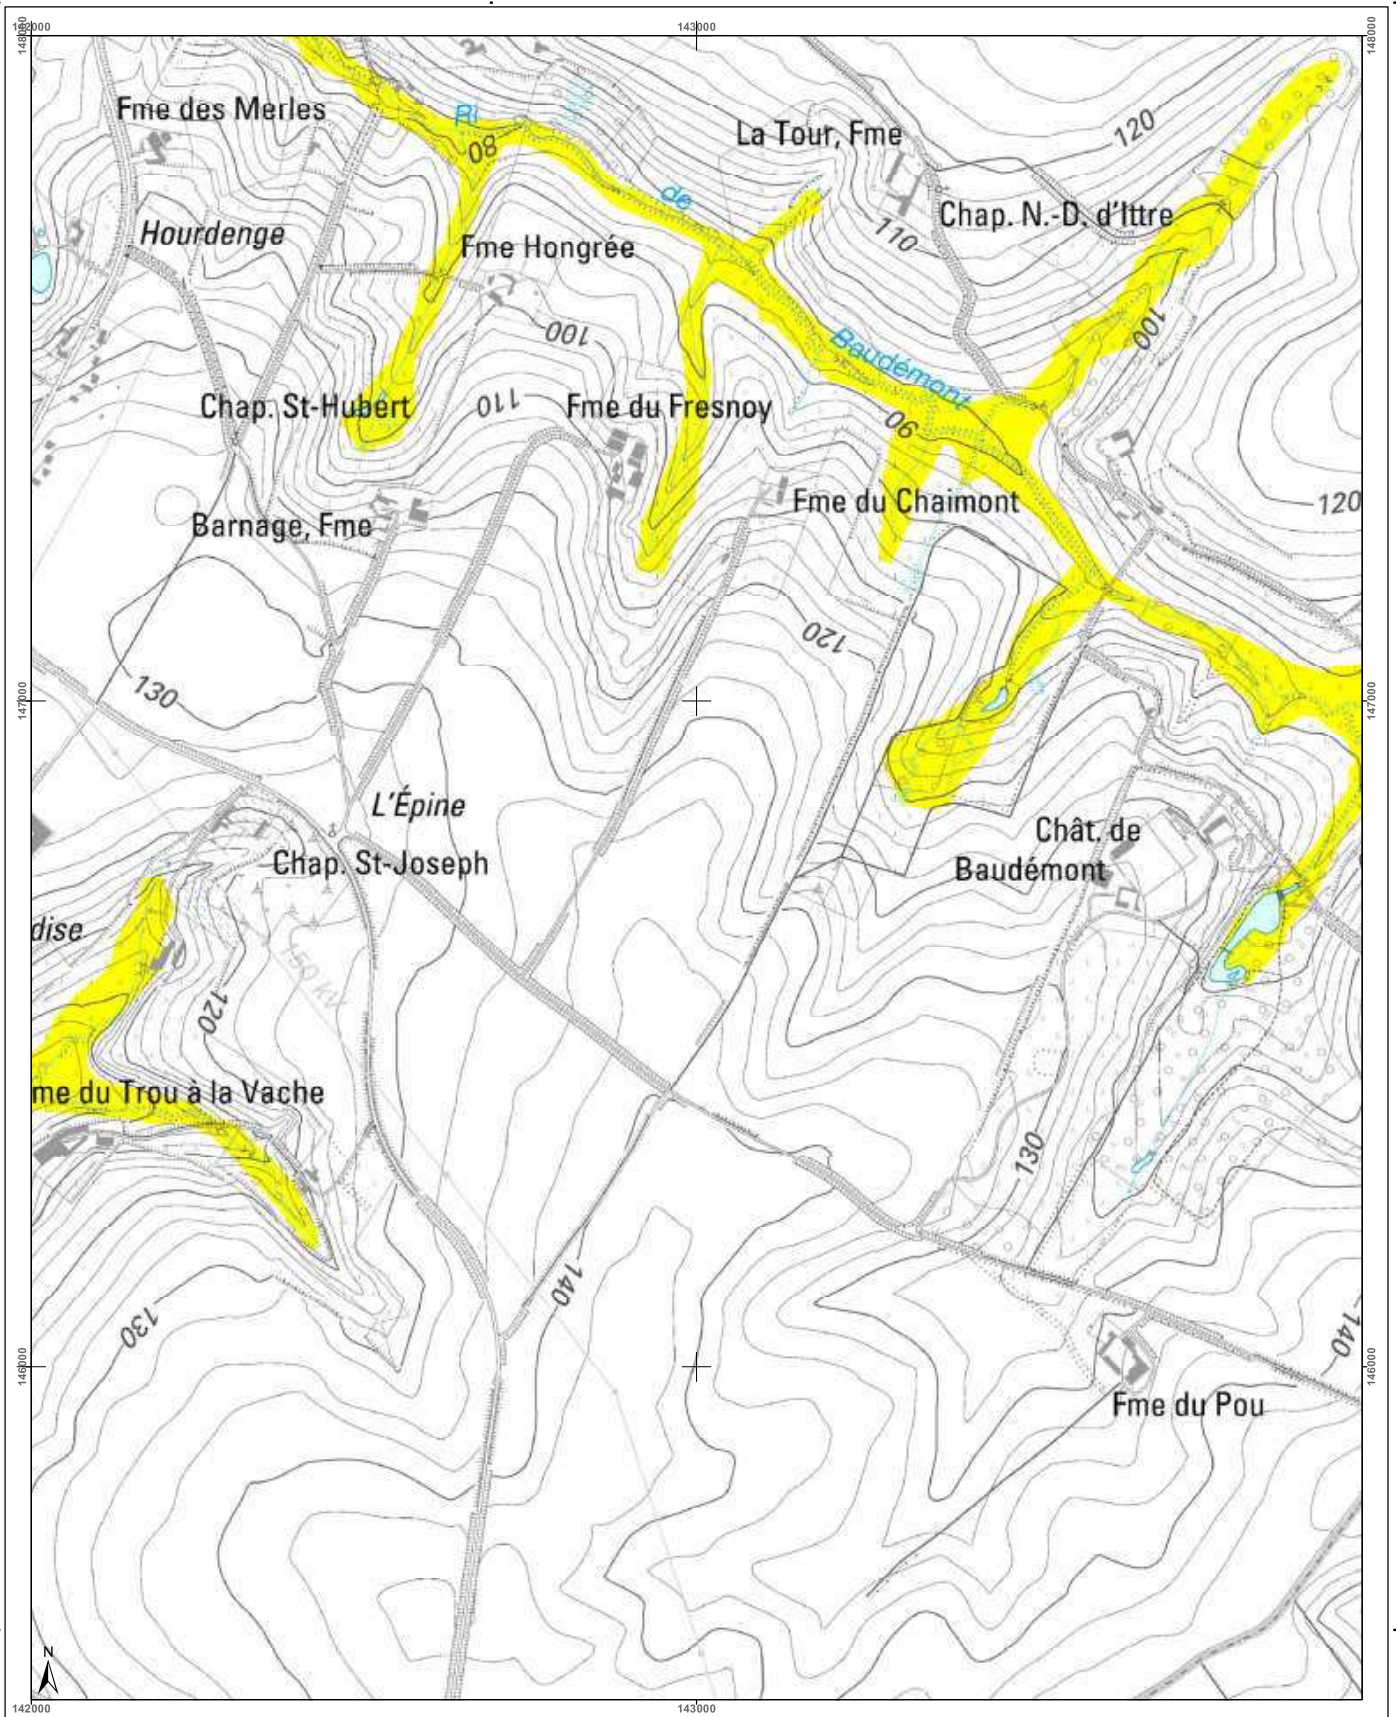 142000
143000
148000
148000
Fme des Merles
Ri
80
La Tour, Fme
120
de
Chap. N.-D. d'Ittre
Hourdenge
Fme Hongrée
110
100
100
Baudémont
Chap. St-Hubert
110
Fme du Fresnoy
90
Fme du Chaimont
120
Barnage, Fme
120
130
147000
147000
L'Épine
Chap. St-Joseph
Chât. de
Baudémont
dise
150 kV
120
me du Trou à la Vache
130
140
130
140
146000
146000
Fme du Pou
N
142000
143000